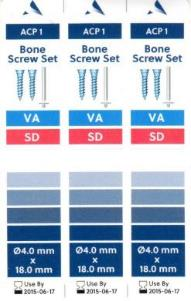 ACP 1
Bone
Screw Set
VA
SD
Ø4.0 mm
x
18.0 mm
Use By
2015-06-17
ACP 1
Bone
Screw Set
VA
SD
Ø4.0 mm
x
18.0 mm
Use By
2015-06-17
ACP 1
Bone
Screw Set
VA
SD
Ø4.0 mm
x
18.0 mm
Use By
2015-06-17